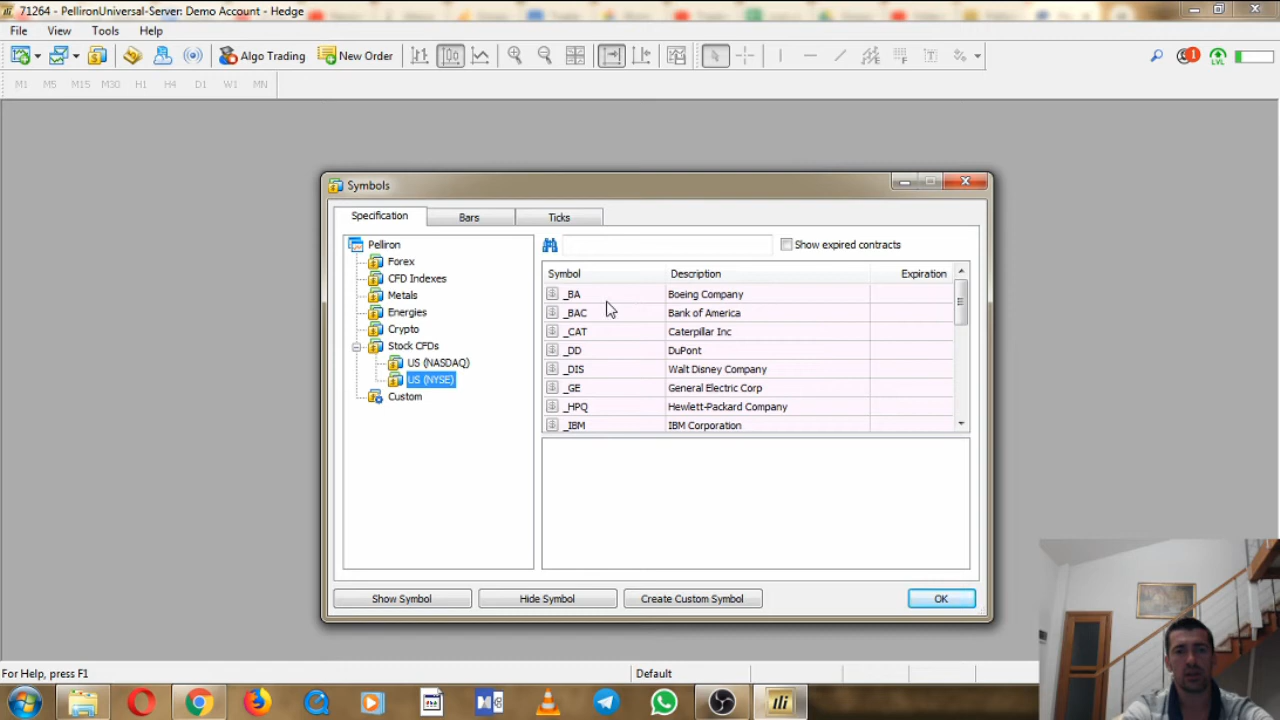 71264 - PellironUniversal-Server: Demo Account - Hedge
File View Tools Help
Algo Trading New Order 1 LVL
M1 M5 M15 M30 H1 H4 D1 W1 MN
Symbols
Specification Bars Ticks
Pelliron
Forex
CFD Indexes
Metals
Energies
Crypto
Stock CFDs
US (NASDAQ)
US (NYSE)
Custom
Show expired contracts
Symbol Description Expiration
_BA Boeing Company
_BAC Bank of America
_CAT Caterpillar Inc
_DD DuPont
_DIS Walt Disney Company
_GE General Electric Corp
_HPQ Hewlett-Packard Company
_IBM IBM Corporation
Show Symbol Hide Symbol Create Custom Symbol OK
For Help, press F1 Default